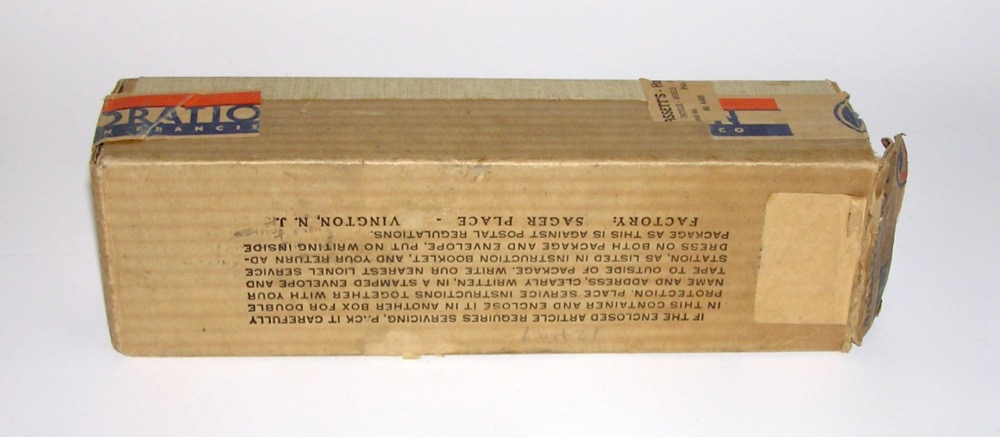 ORATIO
N FRANCIS
ASSETT'S - P
CO
IF THE ENCLOSED ARTICLE REQUIRES SERVICING, PACK IT CAREFULLY
IN THIS CONTAINER AND ENCLOSE IT IN ANOTHER BOX FOR DOUBLE
PROTECTION. PLACE SERVICE INSTRUCTIONS TOGETHER WITH YOUR
NAME AND ADDRESS, CLEARLY WRITTEN, IN A STAMPED ENVELOPE AND
TAPE TO OUTSIDE OF PACKAGE. WRITE OUR NEAREST LIONEL SERVICE
STATION, AS LISTED IN INSTRUCTION BOOKLET, AND YOUR RETURN AD-
DRESS ON BOTH PACKAGE AND ENVELOPE, PUT NO WRITING INSIDE
PACKAGE AS THIS IS AGAINST POSTAL REGULATIONS.
FACTORY: SAGER PLACE - VINGTON, N. J.